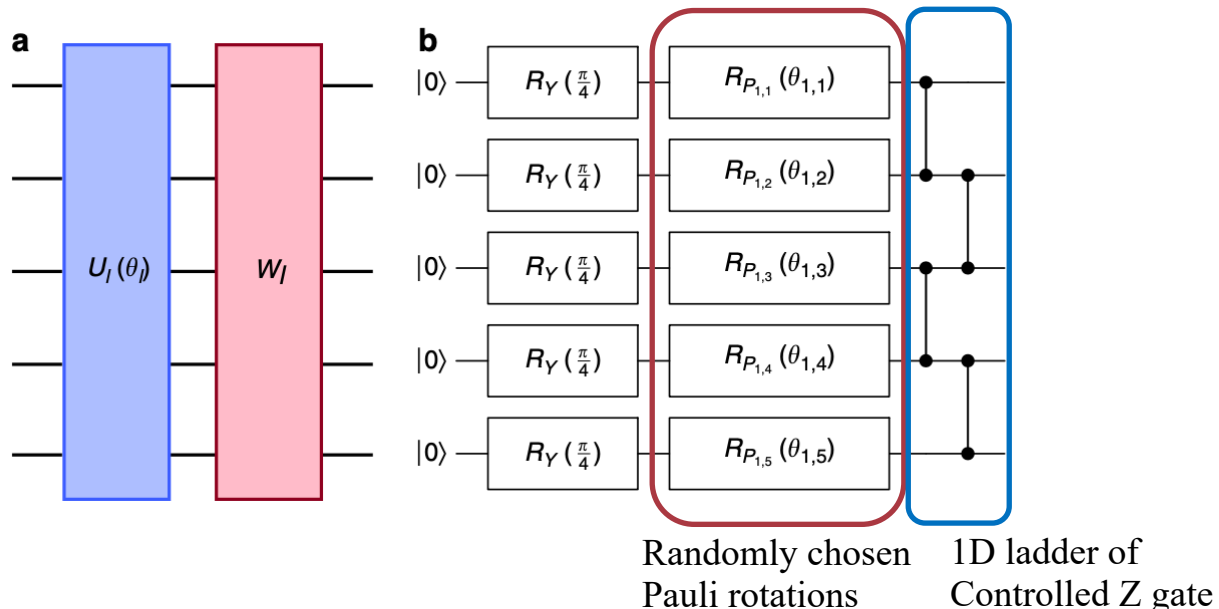 a
U_l(θ_l)
W_l
b
|0⟩ R_Y(π/4) R_{P_{1,1}}(θ_{1,1})
|0⟩ R_Y(π/4) R_{P_{1,2}}(θ_{1,2})
|0⟩ R_Y(π/4) R_{P_{1,3}}(θ_{1,3})
|0⟩ R_Y(π/4) R_{P_{1,4}}(θ_{1,4})
|0⟩ R_Y(π/4) R_{P_{1,5}}(θ_{1,5})
Randomly chosen
Pauli rotations
1D ladder of
Controlled Z gate